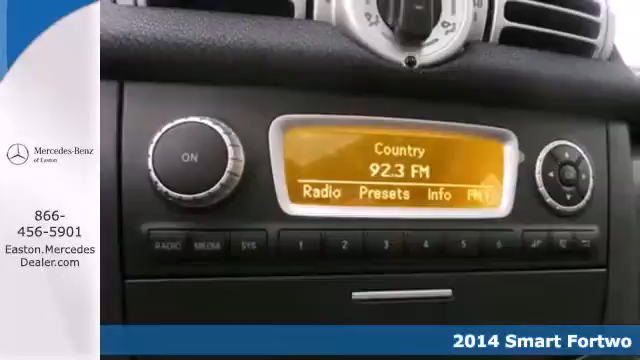 Mercedes-Benz
of Easton
866-
456-5901
Easton.Mercedes
Dealer.com
ON
Country
92.3 FM
Radio Presets Info FM
RADIO MEDIA SYS 1 2 3 4 5 6
2014 Smart Fortwo